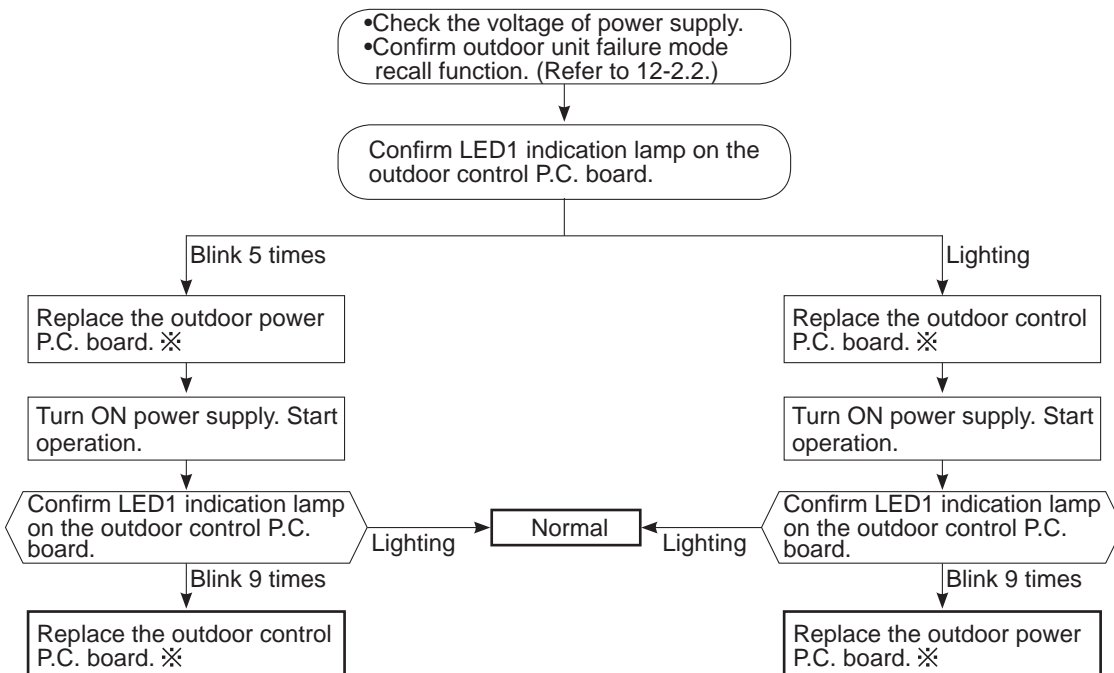 •Check the voltage of power supply.
•Confirm outdoor unit failure mode
recall function. (Refer to 12-2.2.)
Confirm LED1 indication lamp on the
outdoor control P.C. board.
Blink 5 times
Lighting
Replace the outdoor power
P.C. board. ※
Replace the outdoor control
P.C. board. ※
Turn ON power supply. Start
operation.
Turn ON power supply. Start
operation.
Confirm LED1 indication lamp
on the outdoor control P.C.
board.
Lighting
Normal
Lighting
Confirm LED1 indication lamp
on the outdoor control P.C.
board.
Blink 9 times
Blink 9 times
Replace the outdoor control
P.C. board. ※
Replace the outdoor power
P.C. board. ※